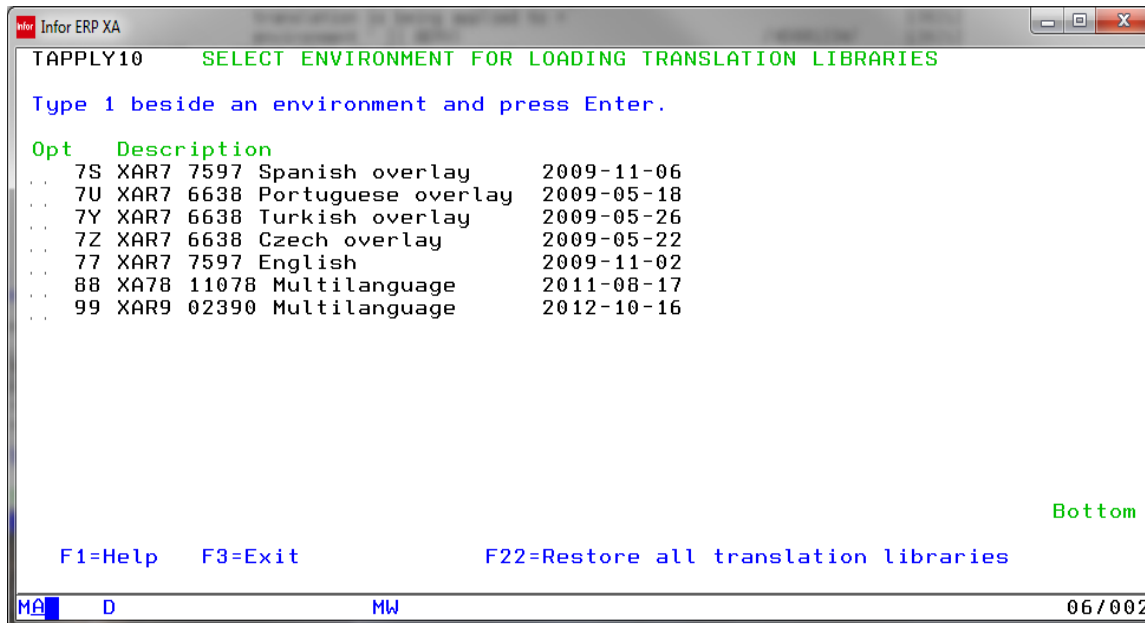 infor Infor ERP XA
TAPPLY10 SELECT ENVIRONMENT FOR LOADING TRANSLATION LIBRARIES
Type 1 beside an environment and press Enter.
Opt Description
7S XAR7 7597 Spanish overlay 2009-11-06
7U XAR7 6638 Portuguese overlay 2009-05-18
7Y XAR7 6638 Turkish overlay 2009-05-26
7Z XAR7 6638 Czech overlay 2009-05-22
77 XAR7 7597 English 2009-11-02
88 XA78 11078 Multilanguage 2011-08-17
99 XAR9 02390 Multilanguage 2012-10-16
Bottom
F1=Help F3=Exit F22=Restore all translation libraries
MA D MW 06/002